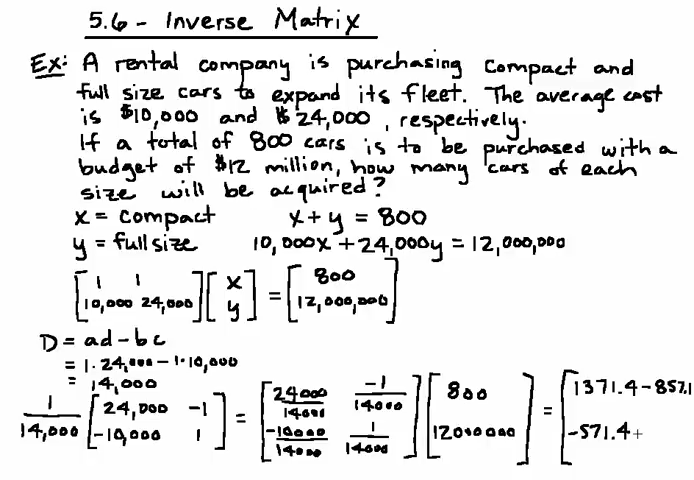 5.6 - Inverse Matrix
Ex: A rental company is purchasing compact and
full size cars to expand its fleet. The average cost
is $10,000 and $24,000, respectively.
If a total of 800 cars is to be purchased with a
budget of $12 million, how many cars of each
size will be acquired?
x = compact x + y = 800
y = full size 10,000x + 24,000y = 12,000,000
[1 1 / 10,000 24,000] [x / y] = [800 / 12,000,000]
D = ad - bc
= 1·24,000 - 1·10,000
= 14,000
1/14,000 [24,000 -1 / -10,000 1] = [24000/14000 -1/14000 / -10000/14000 1/14000] [800 / 12000000] = [1371.4 - 857.1 / -571.4 +